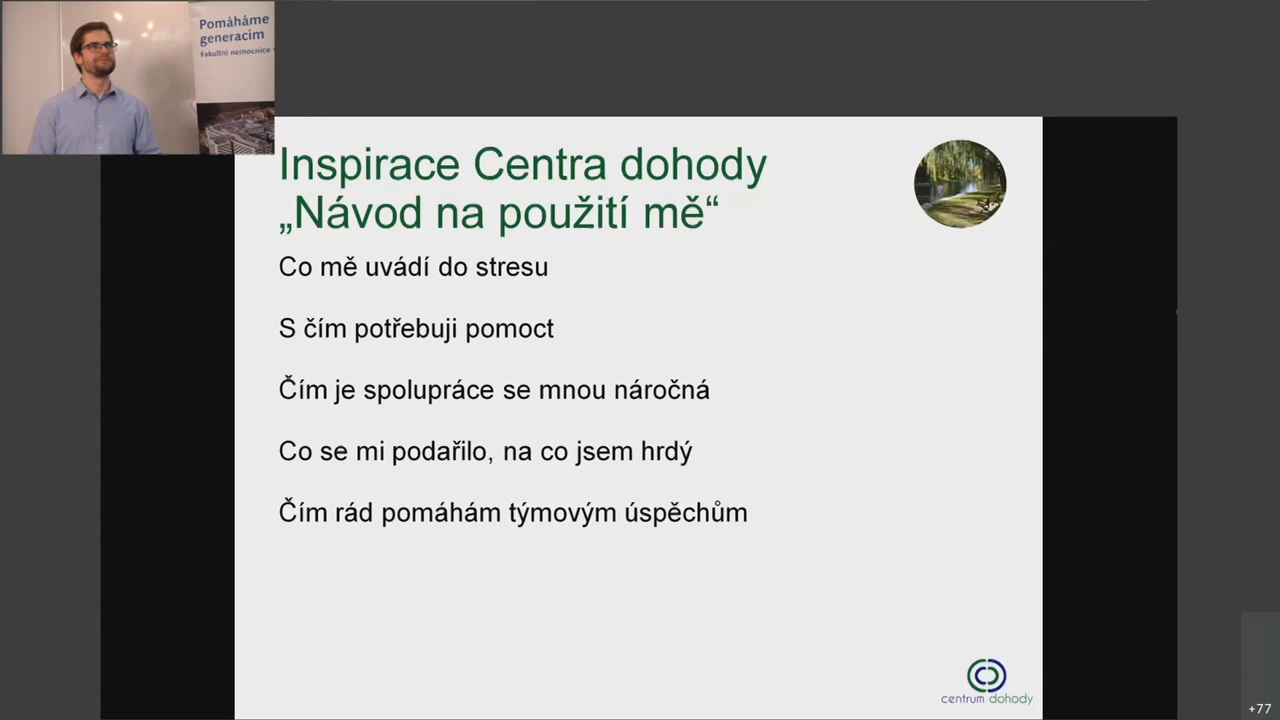 Pomáháme
generacím
Fakultní nemocnice
Inspirace Centra dohody
„Návod na použití mě“
Co mě uvádí do stresu
S čím potřebuji pomoct
Čím je spolupráce se mnou náročná
Co se mi podařilo, na co jsem hrdý
Čím rád pomáhám týmovým úspěchům
centrum dohody
+77